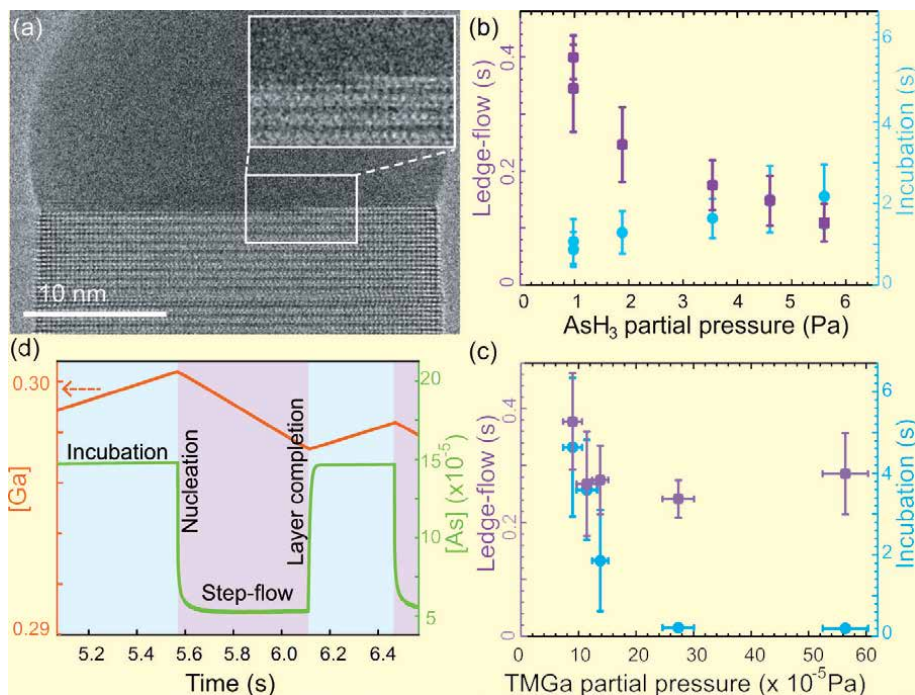 (a)
10 nm
(b)
Ledge-flow (s)
0.4
0.2
0
6
4
2
0
Incubation (s)
0 1 2 3 4 5 6
AsH3 partial pressure (Pa)
(d)
[Ga]
0.30
0.29
Incubation
Nucleation
Step-flow
Layer completion
20
15
10
5
[As] (x10-5)
5.2 5.6 5.8 6.0 6.2 6.4
Time (s)
(c)
Ledge-flow (s)
0.4
0.2
0
6
4
2
0
Incubation (s)
0 10 20 30 40 50 60
TMGa partial pressure (x 10-5Pa)